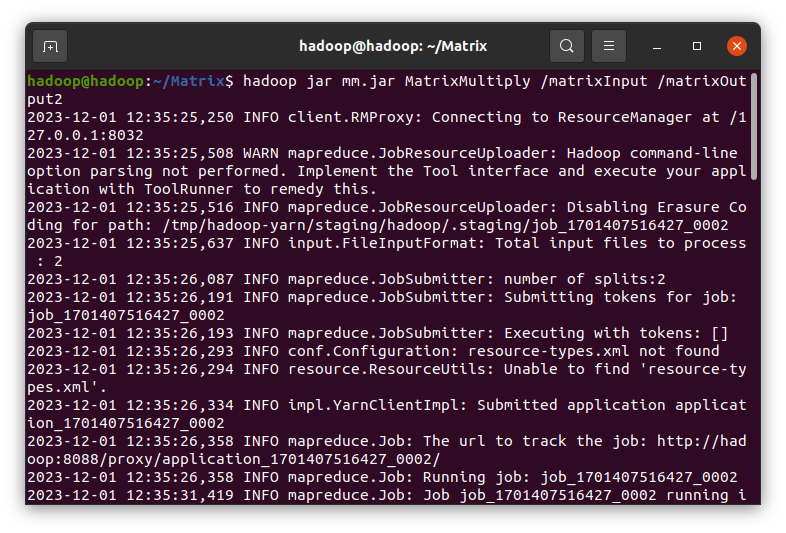 hadoop@hadoop: ~/Matrix
hadoop@hadoop:~/Matrix$ hadoop jar mm.jar MatrixMultiply /matrixInput /matrixOut
put2
2023-12-01 12:35:25,250 INFO client.RMProxy: Connecting to ResourceManager at /1
27.0.0.1:8032
2023-12-01 12:35:25,508 WARN mapreduce.JobResourceUploader: Hadoop command-line
option parsing not performed. Implement the Tool interface and execute your appl
ication with ToolRunner to remedy this.
2023-12-01 12:35:25,516 INFO mapreduce.JobResourceUploader: Disabling Erasure Co
ding for path: /tmp/hadoop-yarn/staging/hadoop/.staging/job_1701407516427_0002
2023-12-01 12:35:25,637 INFO input.FileInputFormat: Total input files to process
 : 2
2023-12-01 12:35:26,087 INFO mapreduce.JobSubmitter: number of splits:2
2023-12-01 12:35:26,191 INFO mapreduce.JobSubmitter: Submitting tokens for job:
job_1701407516427_0002
2023-12-01 12:35:26,193 INFO mapreduce.JobSubmitter: Executing with tokens: []
2023-12-01 12:35:26,293 INFO conf.Configuration: resource-types.xml not found
2023-12-01 12:35:26,294 INFO resource.ResourceUtils: Unable to find 'resource-ty
pes.xml'.
2023-12-01 12:35:26,334 INFO impl.YarnClientImpl: Submitted application applicat
ion_1701407516427_0002
2023-12-01 12:35:26,358 INFO mapreduce.Job: The url to track the job: http://had
oop:8088/proxy/application_1701407516427_0002/
2023-12-01 12:35:26,358 INFO mapreduce.Job: Running job: job_1701407516427_0002
2023-12-01 12:35:31,419 INFO mapreduce.Job: Job job_1701407516427_0002 running i